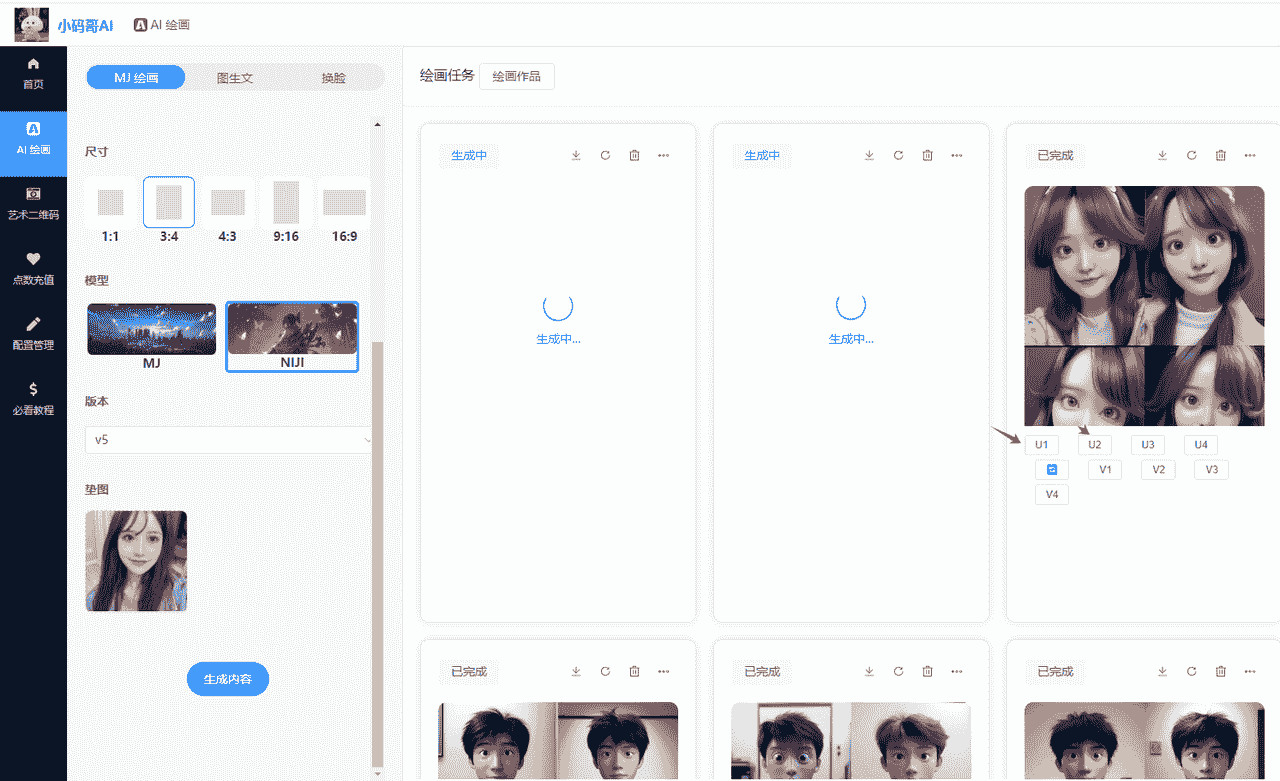 小码哥AI
AI 绘画
首页
AI 绘画
艺术二维码
点数充值
配置管理
必看教程
MJ 绘画
图生文
换脸
尺寸
1:1
3:4
4:3
9:16
16:9
模型
MJ
NIJI
版本
v5
垫图
生成内容
绘画任务
绘画作品
生成中
生成中...
生成中
生成中...
已完成
U1
U2
U3
U4
V1
V2
V3
V4
已完成
已完成
已完成